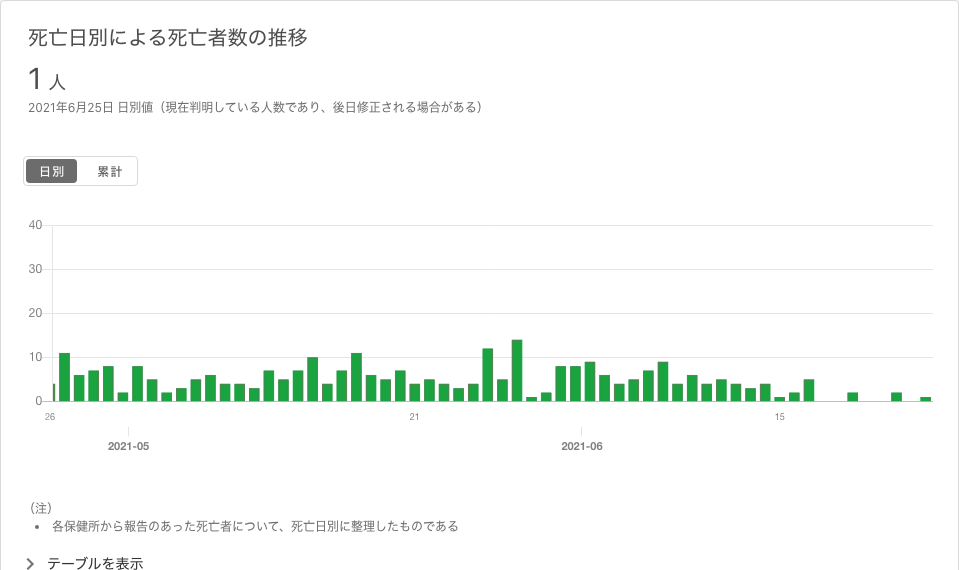 死亡日別による死亡者数の推移
1 人
2021年6月25日 日別値（現在判明している人数であり、後日修正される場合がある）
日別 累計
40
30
20
10
0
26 21 15
2021-05 2021-06
（注）
• 各保健所から報告のあった死亡者について、死亡日別に整理したものである
テーブルを表示